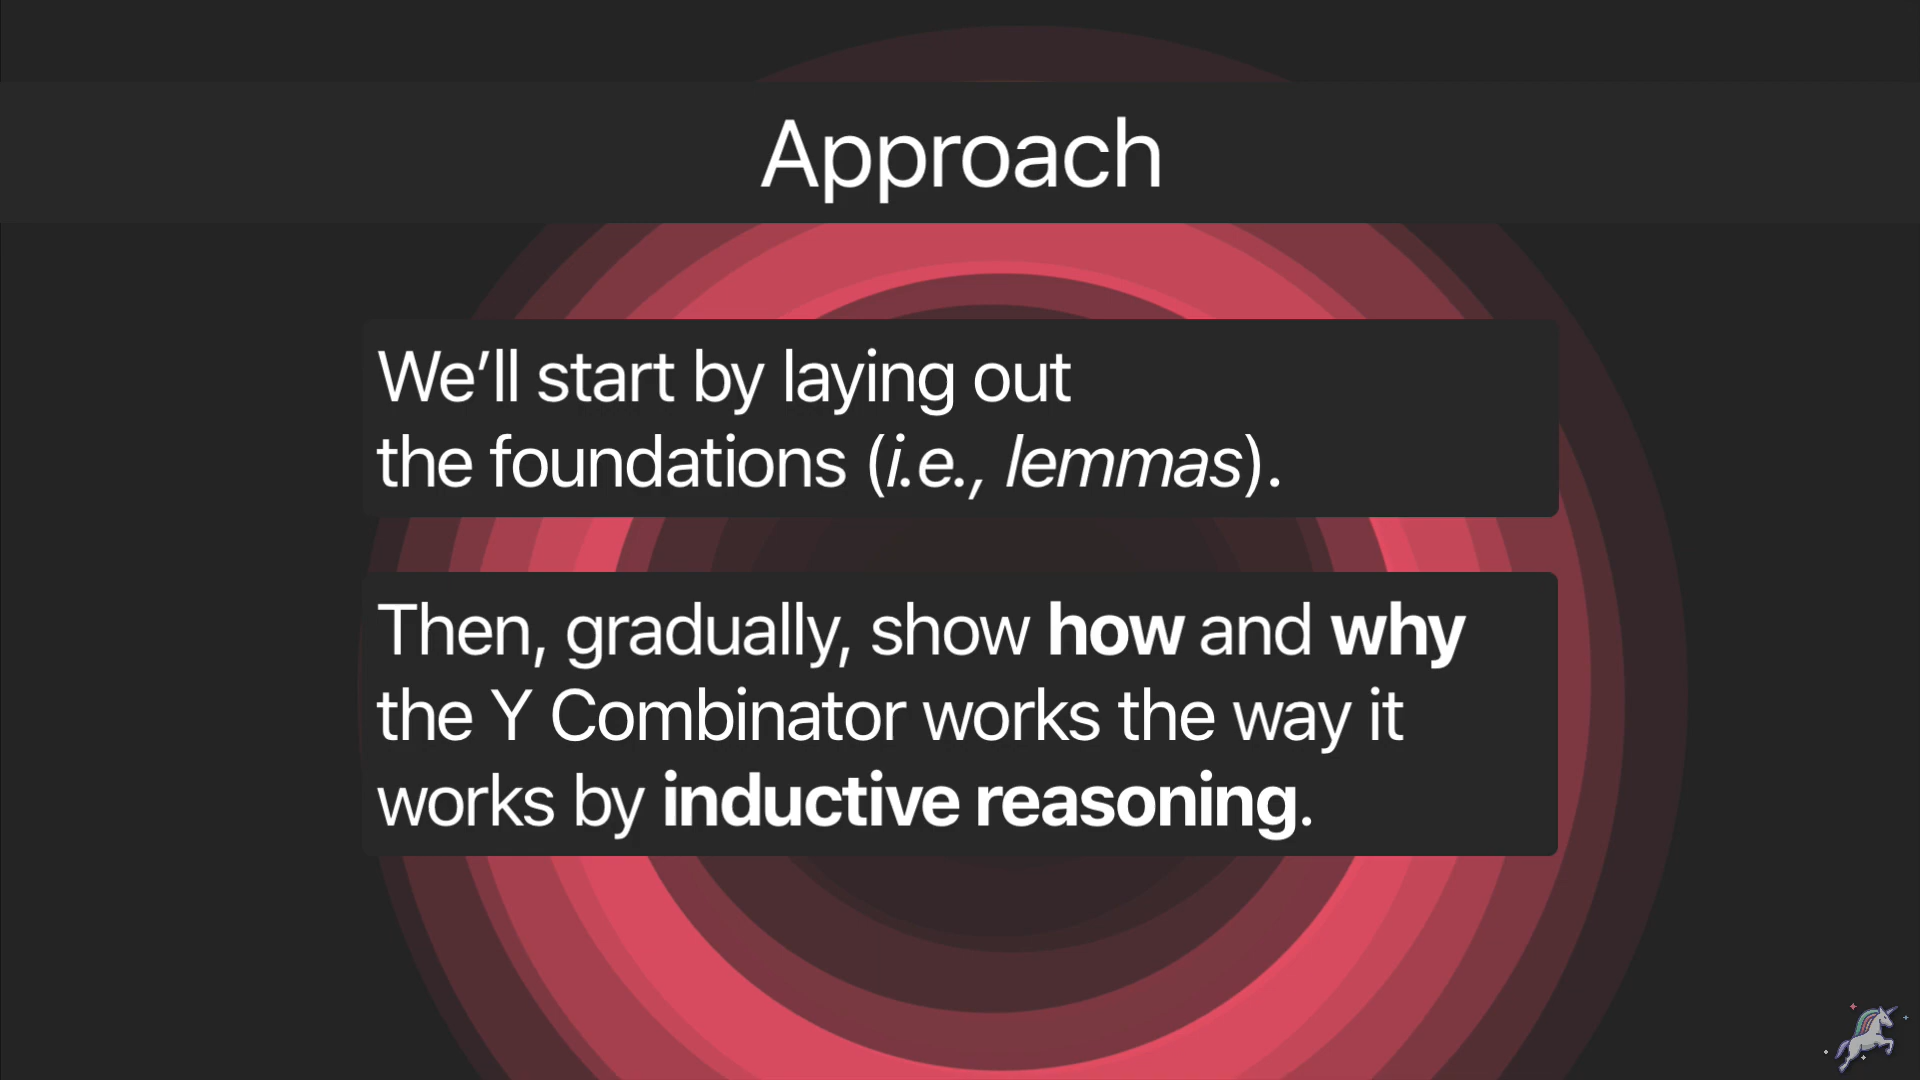 Approach
We’ll start by laying out
the foundations (i.e., lemmas).
Then, gradually, show how and why
the Y Combinator works the way it
works by inductive reasoning.